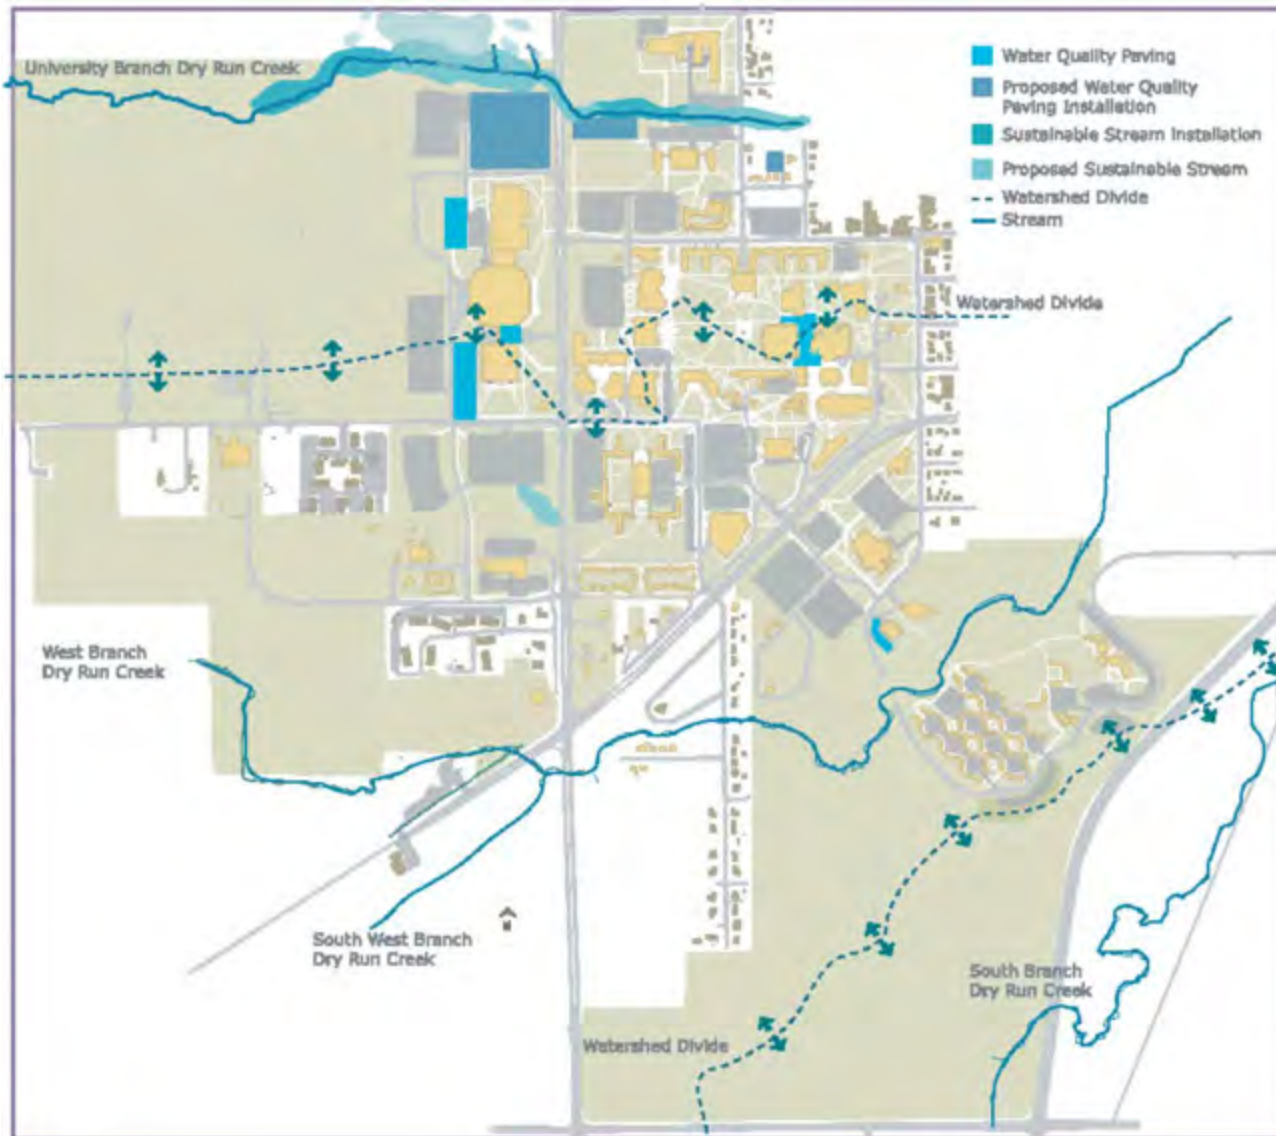 University Branch Dry Run Creek
Water Quality Paving
Proposed Water Quality
Paving Installation
Sustainable Stream Installation
Proposed Sustainable Stream
Watershed Divide
Stream
Watershed Divide
West Branch
Dry Run Creek
South West Branch
Dry Run Creek
N
South Branch
Dry Run Creek
Watershed Divide